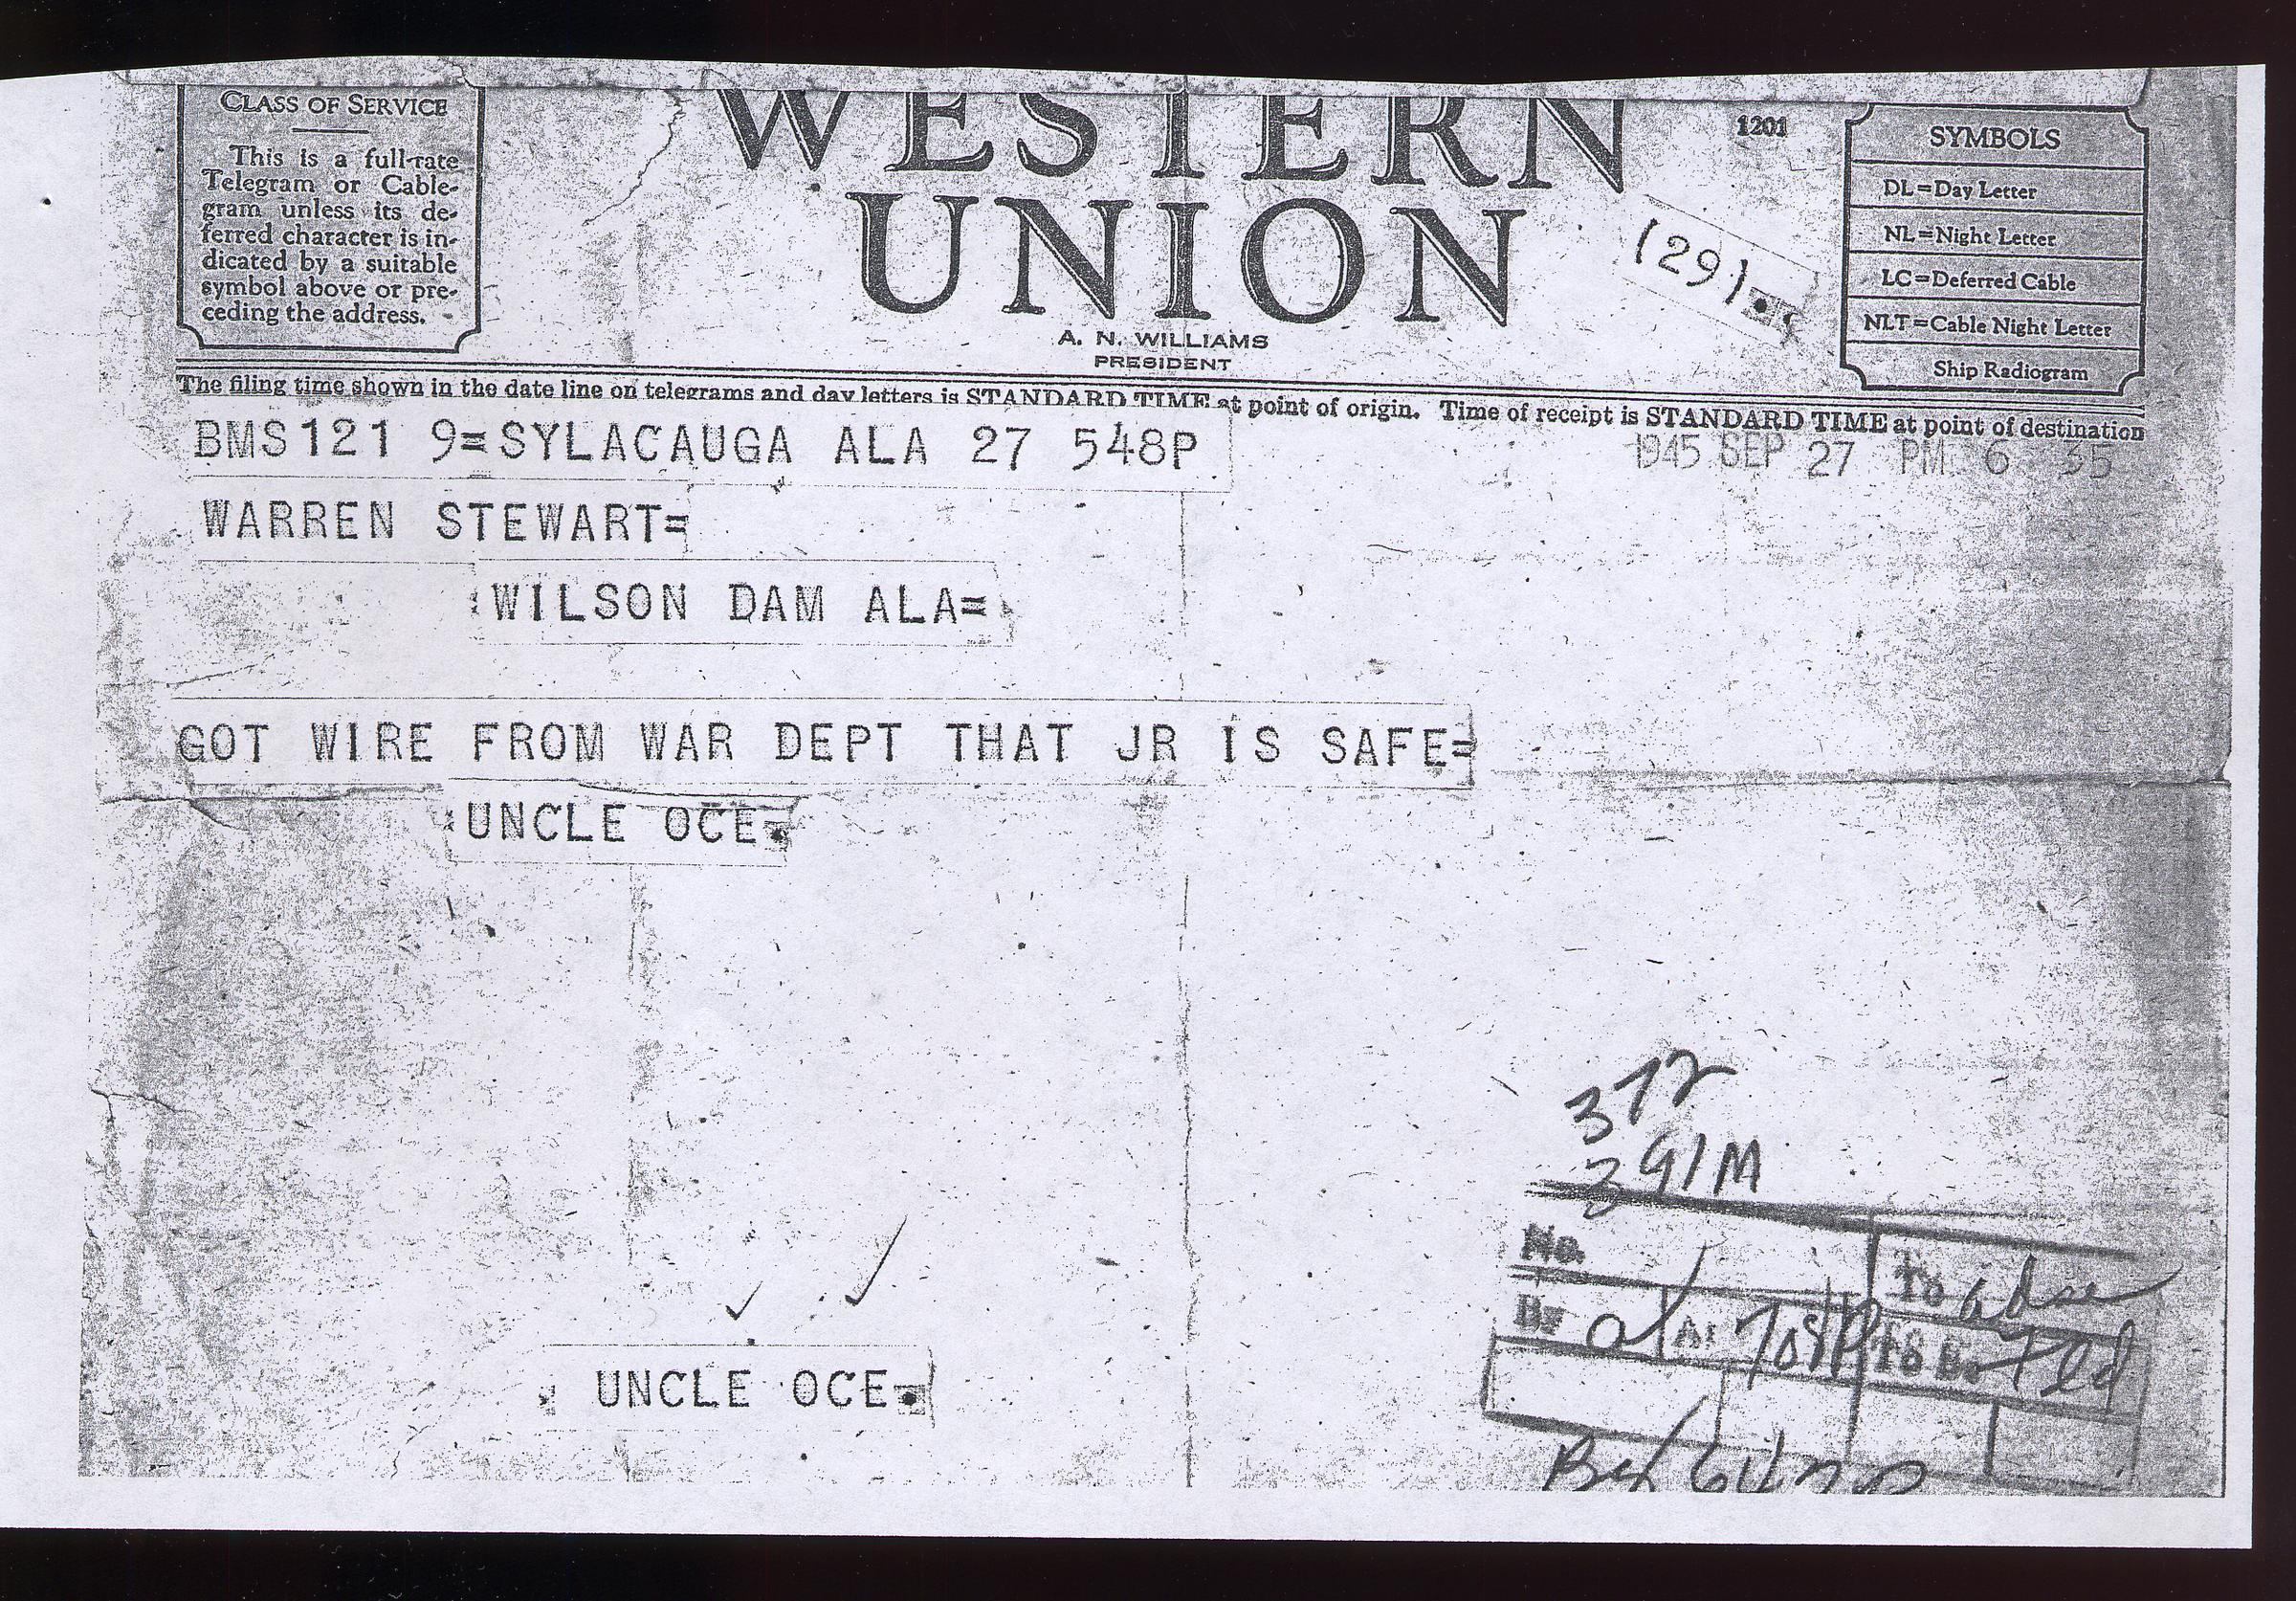 CLASS OF SERVICE
This is a full-rate
Telegram or Cable-
gram unless its de-
ferred character is in-
dicated by a suitable
symbol above or pre-
ceding the address.
WESTERN
UNION
A. N. WILLIAMS
PRESIDENT
1201
(29).
SYMBOLS
DL=Day Letter
NL=Night Letter
LC=Deferred Cable
NLT=Cable Night Letter
Ship Radiogram
The filing time shown in the date line on telegrams and day letters is STANDARD TIME at point of origin. Time of receipt is STANDARD TIME at point of destination
BMS121 9=SYLACAUGA ALA 27 548P
1945 SEP 27 PM 6 35
WARREN STEWART=
WILSON DAM ALA=
GOT WIRE FROM WAR DEPT THAT JR IS SAFE=
UNCLE OCE.
372
291M
No.
To
By
At
To Be
UNCLE OCE.